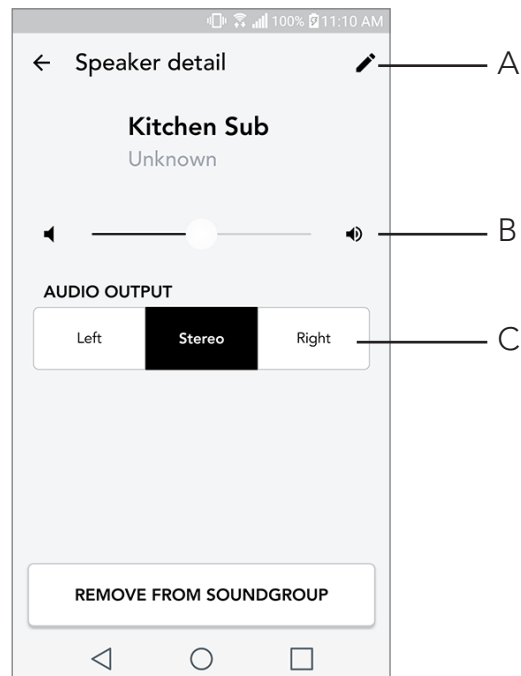 100% 11:10 AM
Speaker detail
A
Kitchen Sub
Unknown
B
AUDIO OUTPUT
Left Stereo Right
C
REMOVE FROM SOUNDGROUP